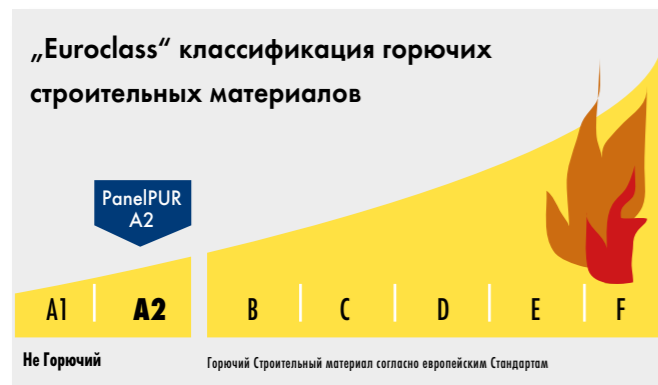 „Euroclass“ классификация горючих
строительных материалов
PanelPUR
A2
A1 A2 B C D E F
Не Горючий Горючий Строительный материал согласно европейским Стандартам